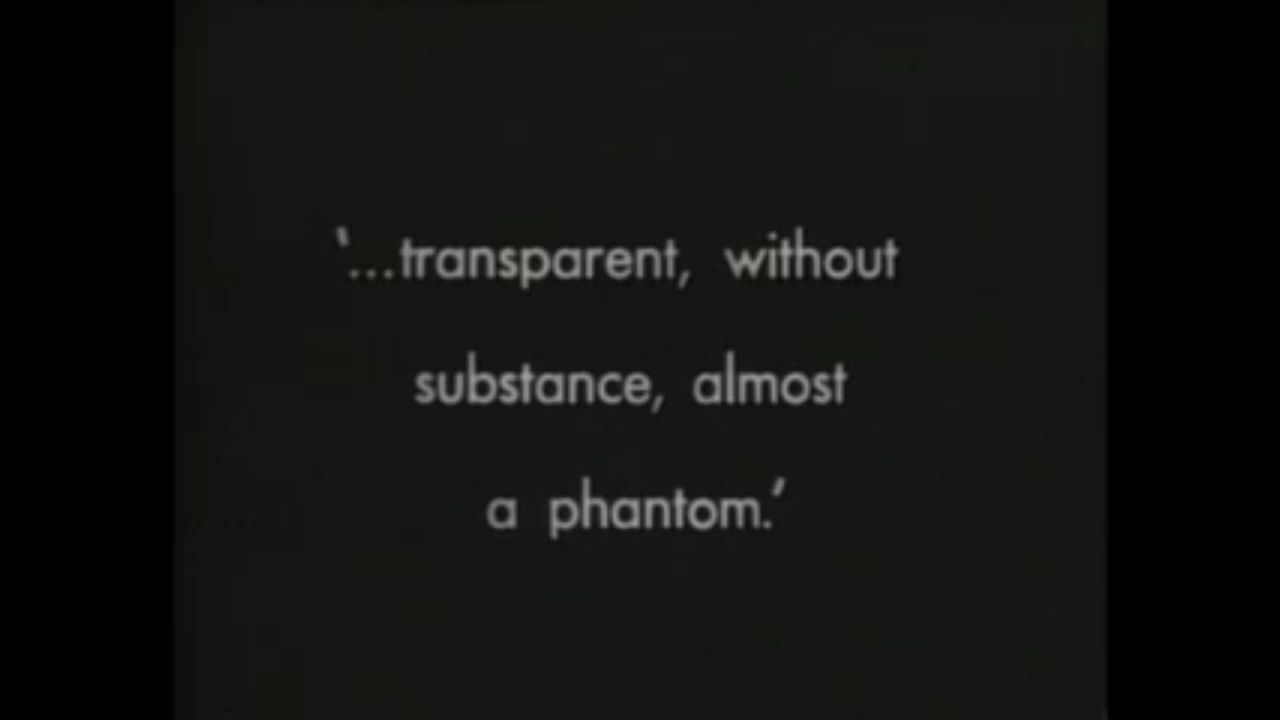 ‘...transparent, without
substance, almost
a phantom.’